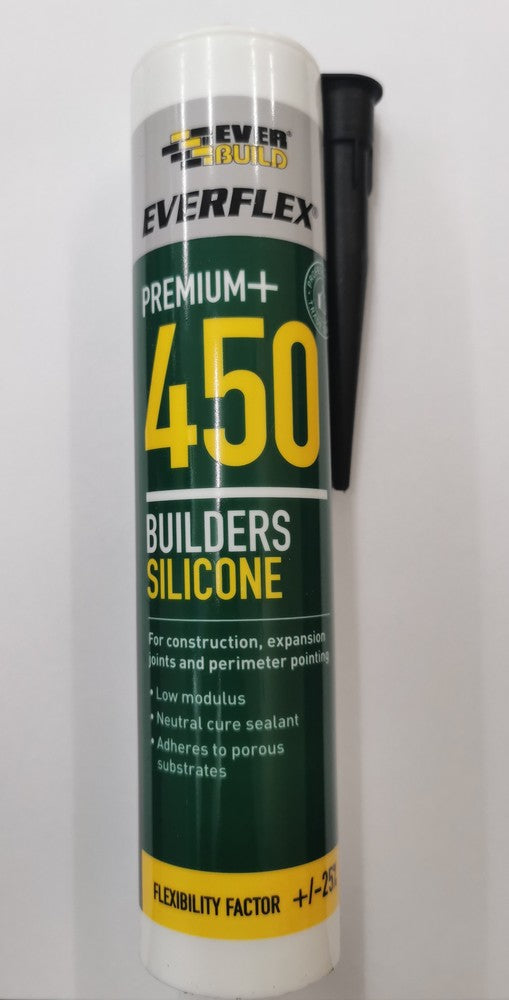 EVER
BUILD
EVERFLEX®
PREMIUM+
450
BUILDERS
SILICONE
For construction, expansion
joints and perimeter pointing
• Low modulus
• Neutral cure sealant
• Adheres to porous
substrates
FLEXIBILITY FACTOR +/-25%